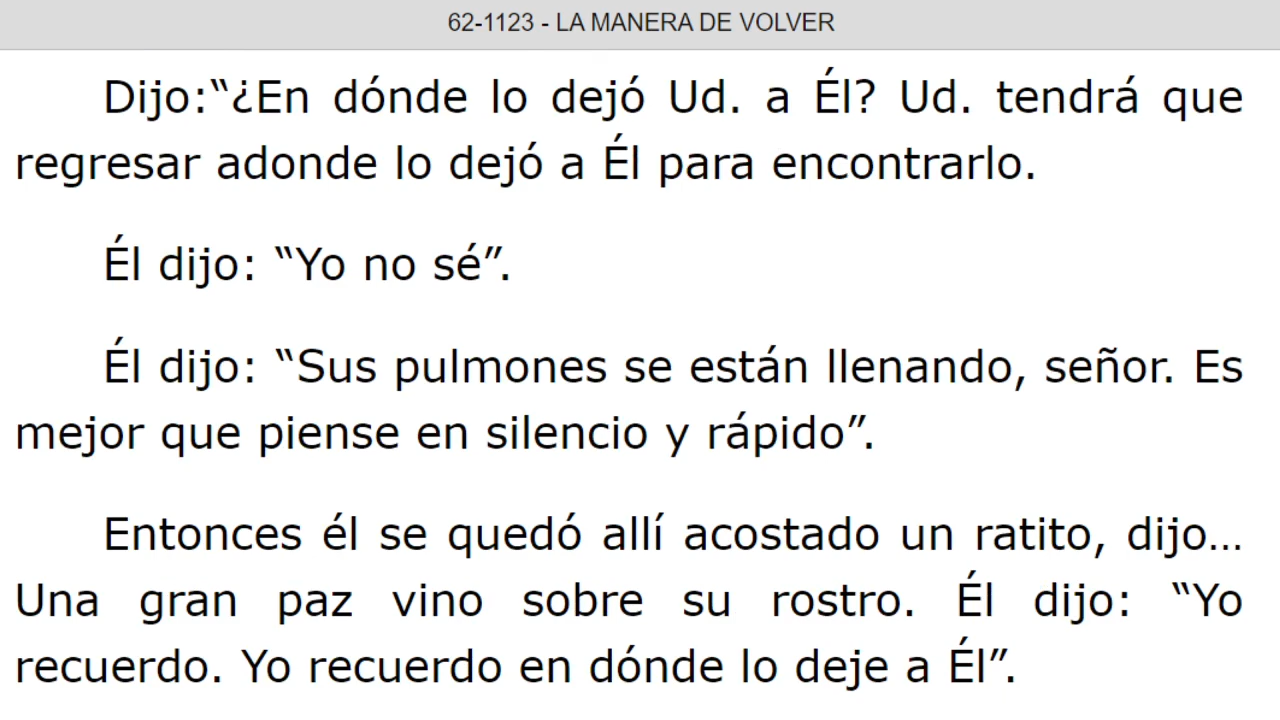 62-1123 - LA MANERA DE VOLVER
Dijo:“¿En dónde lo dejó Ud. a Él? Ud. tendrá que
regresar adonde lo dejó a Él para encontrarlo.
Él dijo: “Yo no sé”.
Él dijo: “Sus pulmones se están llenando, señor. Es
mejor que piense en silencio y rápido”.
Entonces él se quedó allí acostado un ratito, dijo…
Una gran paz vino sobre su rostro. Él dijo: “Yo
recuerdo. Yo recuerdo en dónde lo deje a Él”.